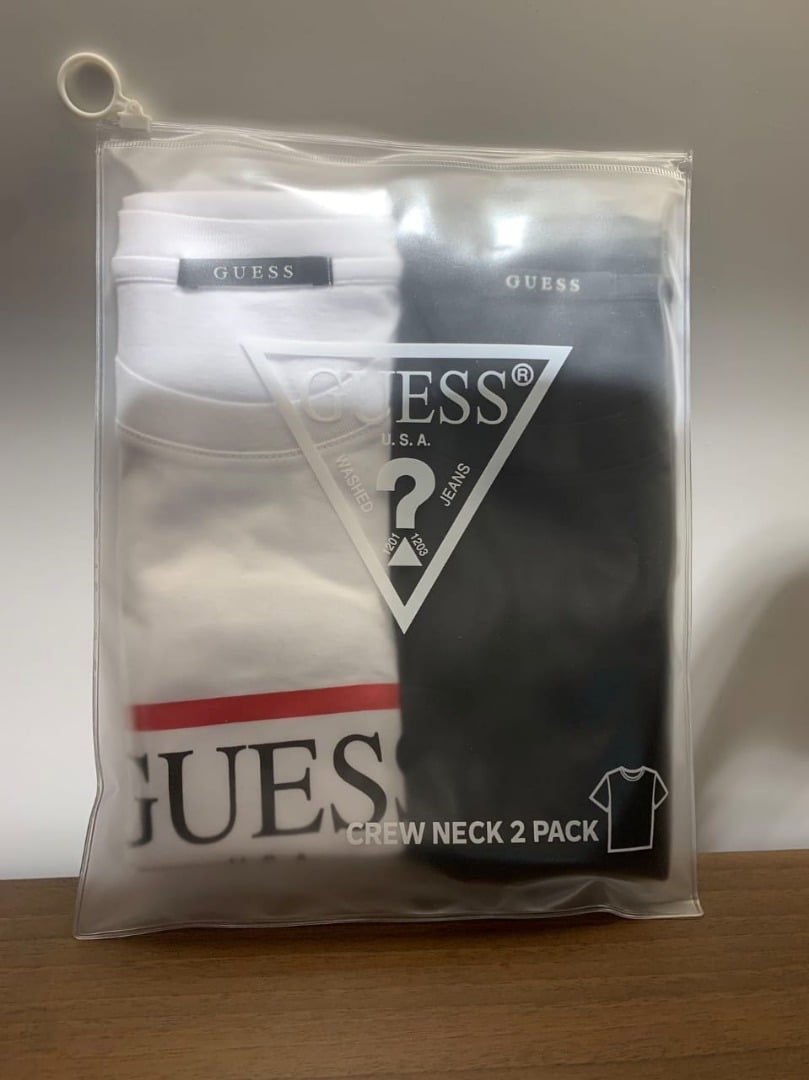 GUESS
GUESS
GUESS®
U.S.A.
?
WASHED
JEANS
1201
1203
GUESS
CREW NECK 2 PACK